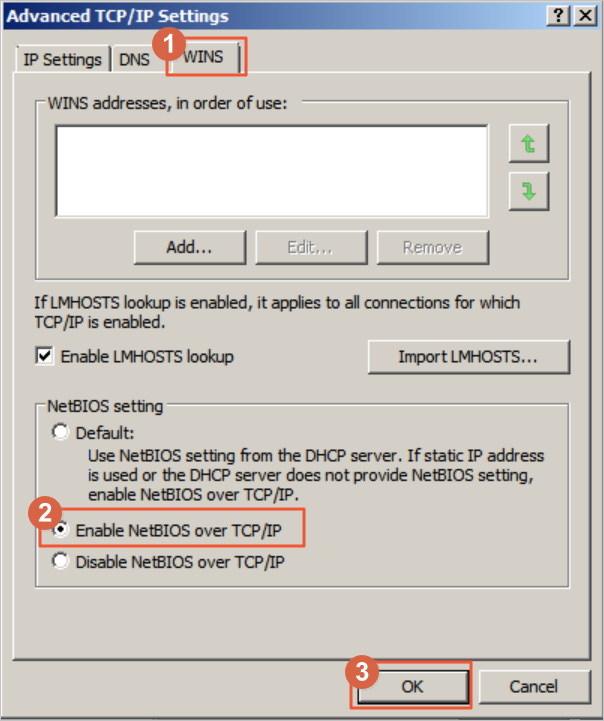 Advanced TCP/IP Settings
? X
1
IP Settings DNS WINS
WINS addresses, in order of use:
Add... Edit... Remove
If LMHOSTS lookup is enabled, it applies to all connections for which
TCP/IP is enabled.
Enable LMHOSTS lookup
Import LMHOSTS...
NetBIOS setting
Default:
Use NetBIOS setting from the DHCP server. If static IP address
is used or the DHCP server does not provide NetBIOS setting,
enable NetBIOS over TCP/IP.
2
Enable NetBIOS over TCP/IP
Disable NetBIOS over TCP/IP
3
OK Cancel